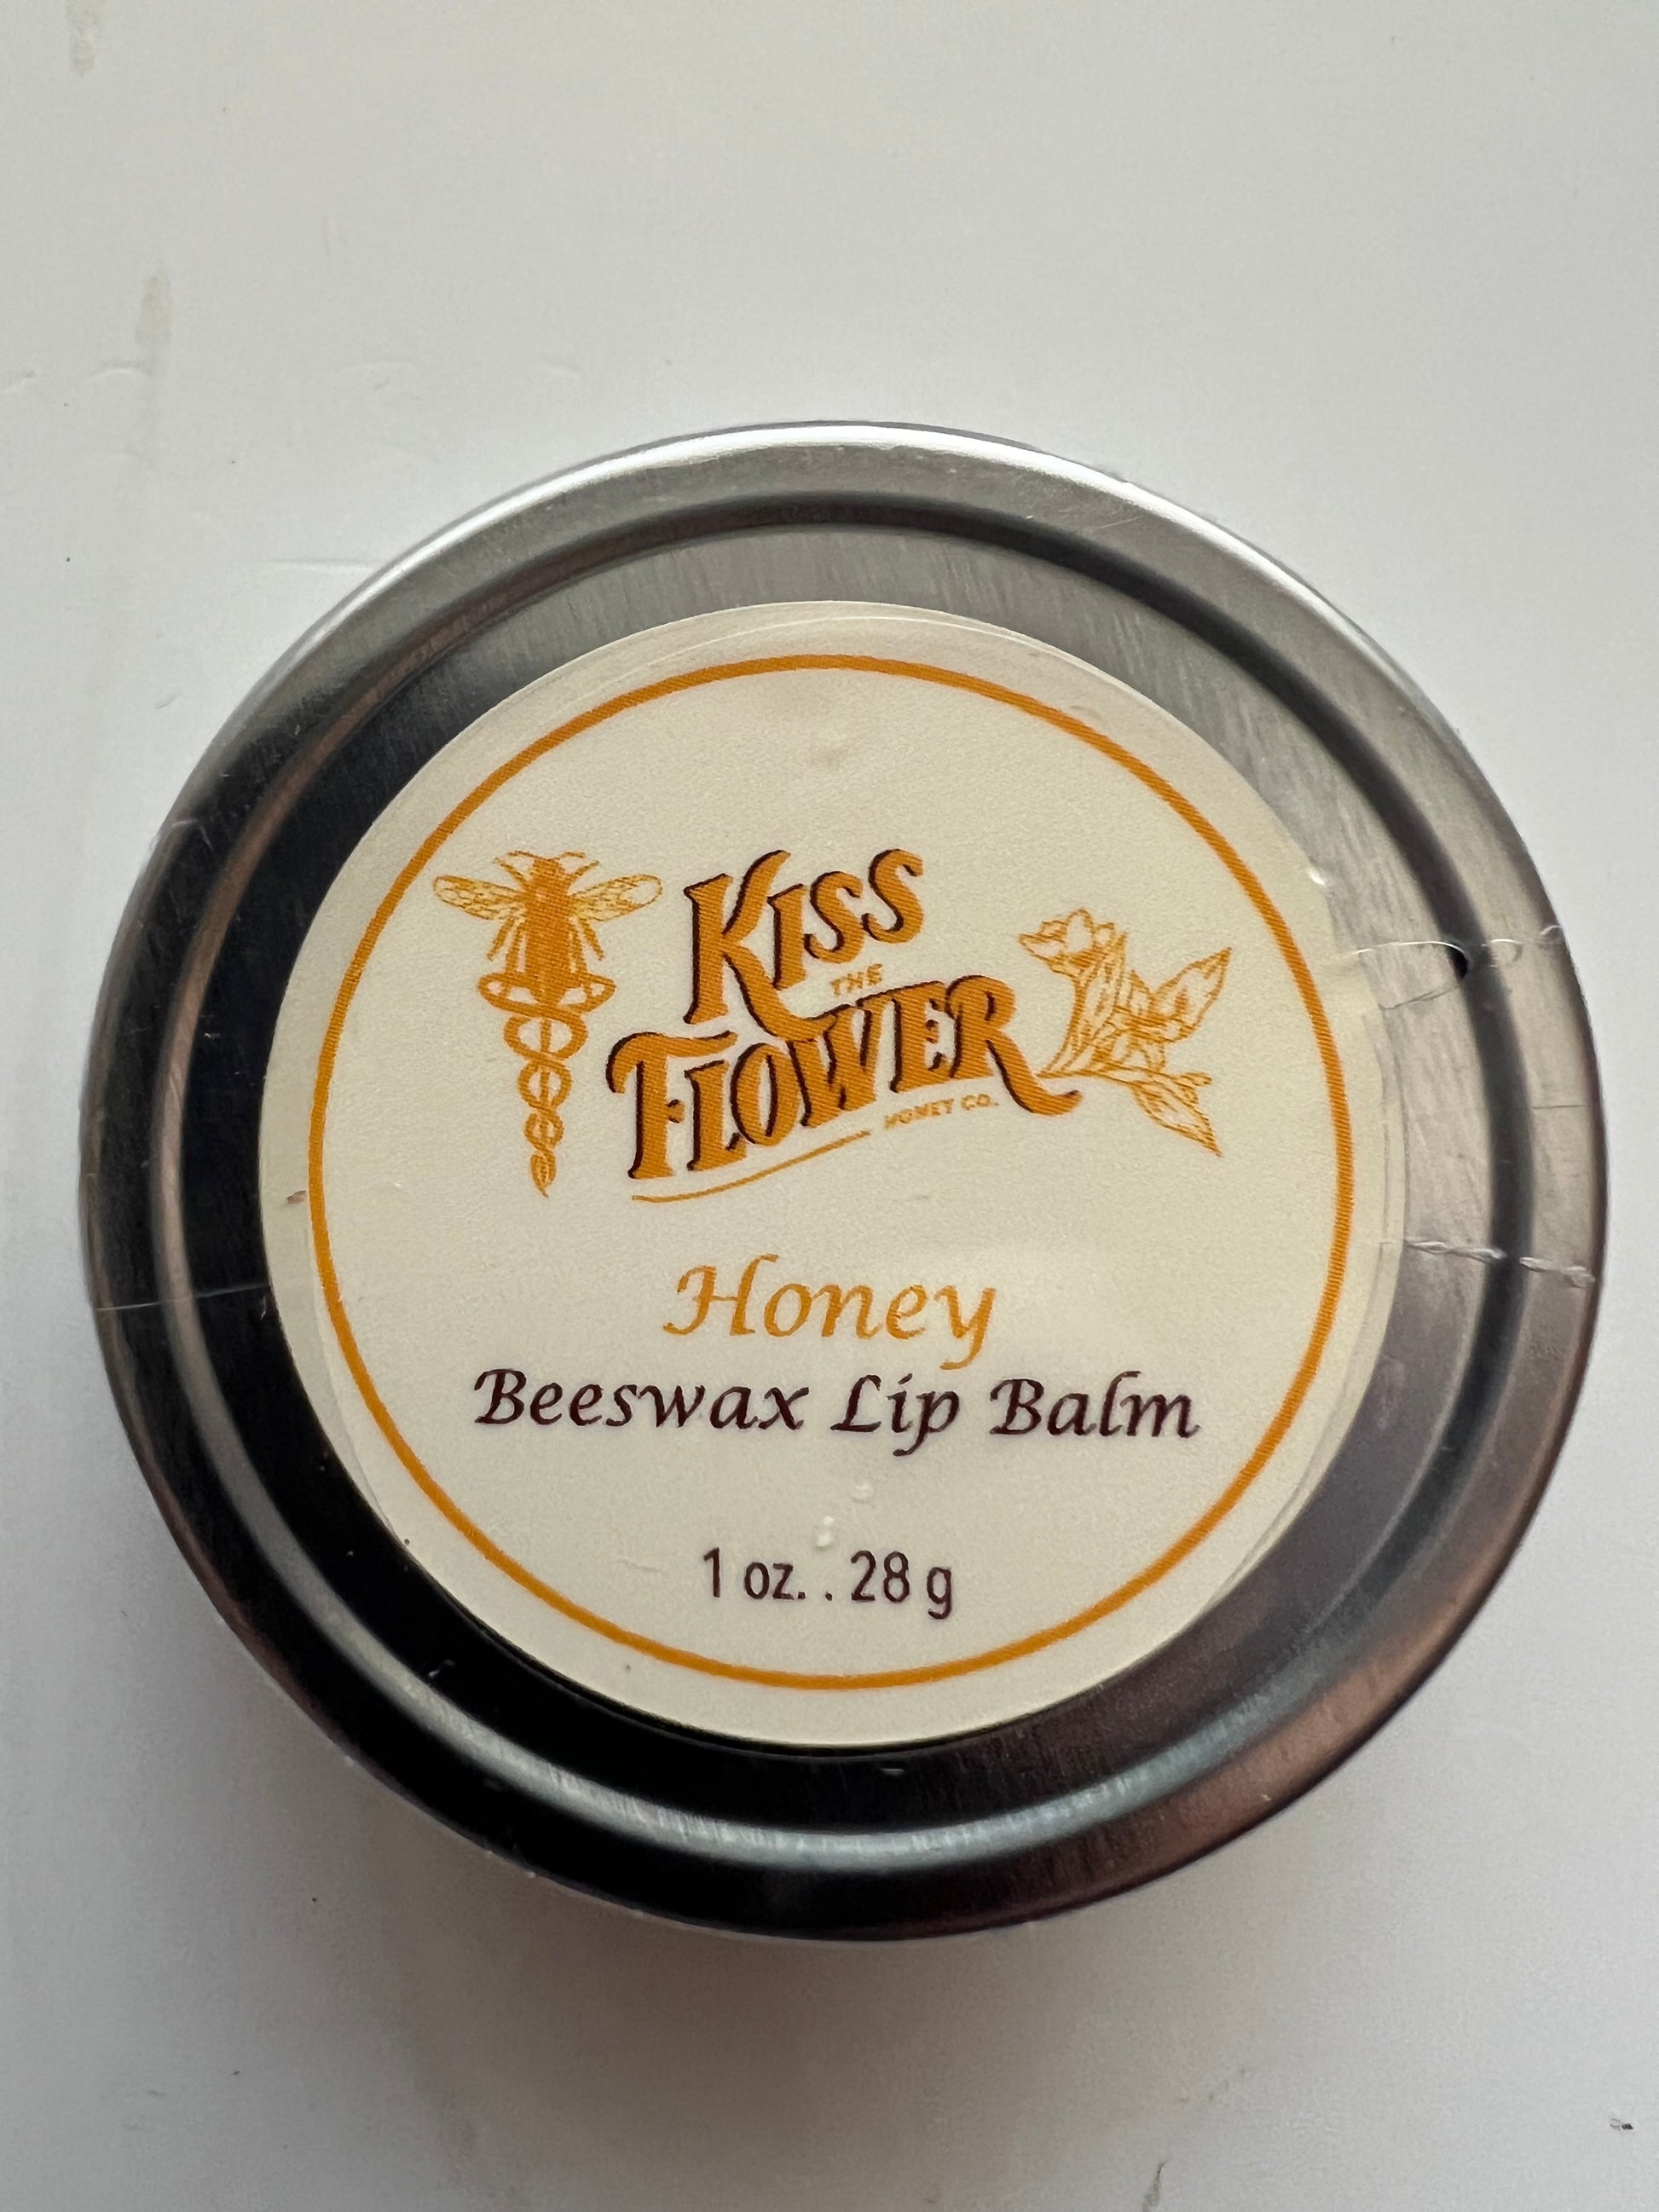 KISS
THE
FLOWER
HONEY CO.
Honey
Beeswax Lip Balm
1 oz. . 28 g